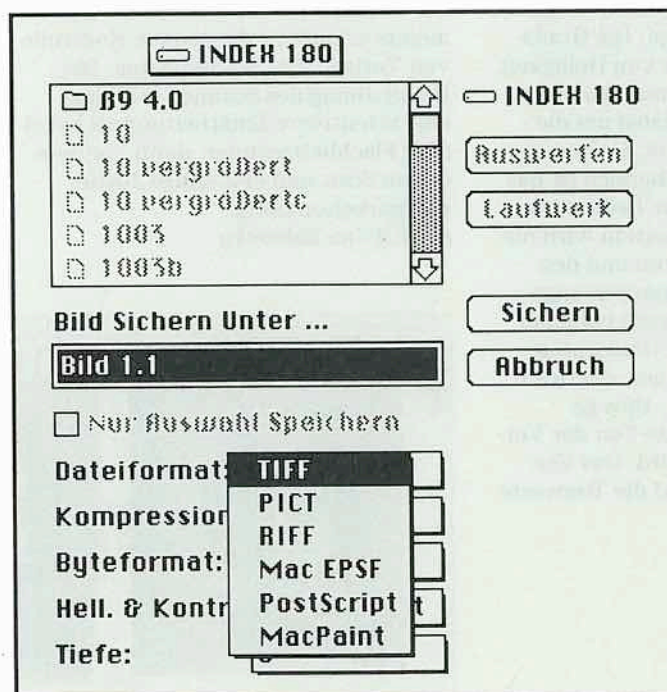 INDEX 180
ß9 4.0
10
10 vergrößert
10 vergrößertc
1003
1003b
INDEX 180
Auswerfen
Laufwerk
Sichern
Abbruch
Bild Sichern Unter ...
Bild 1.1
Nur Auswahl Speichern
Dateiformat:
TIFF
PICT
RIFF
Mac EPSF
PostScript
MacPaint
Kompression
Byteformat:
Hell. & Kontr
t
Tiefe: